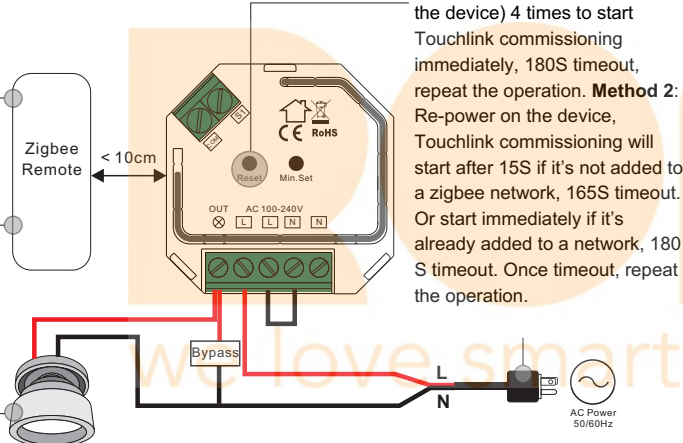 the device) 4 times to start
Touchlink commissioning
immediately, 180S timeout,
repeat the operation. Method 2:
Re-power on the device,
Touchlink commissioning will
start after 15S if it's not added to
a zigbee network, 165S timeout.
Or start immediately if it's
already added to a network, 180
S timeout. Once timeout, repeat
the operation.
Zigbee
Remote
< 10cm
S1
COM
CE RoHS
Reset
Min.Set
OUT AC 100-240V
L L N N
Bypass
L
N
AC Power
50/60Hz
we love smart